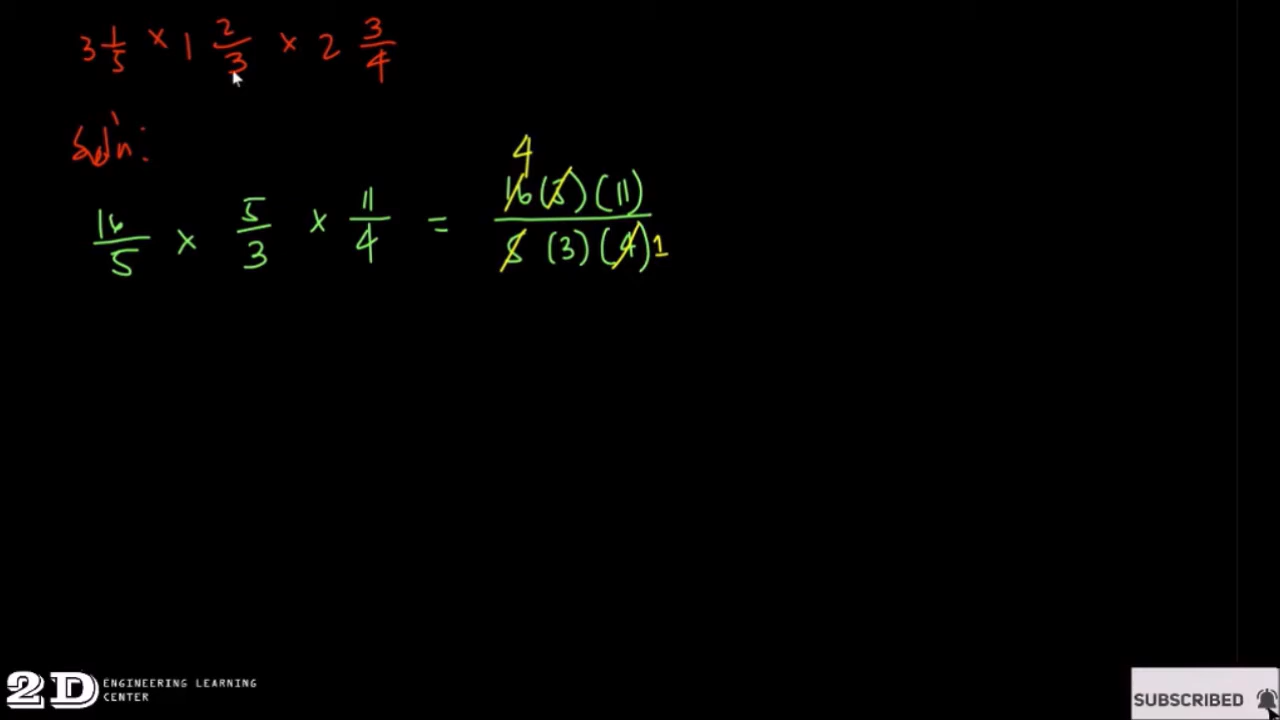 3 1/5 × 1 2/3 × 2 3/4
Sol'n:
16/5 × 5/3 × 11/4 = 16(5)(11) / 5(3)(4)
4
1
2D ENGINEERING LEARNING
CENTER
SUBSCRIBED